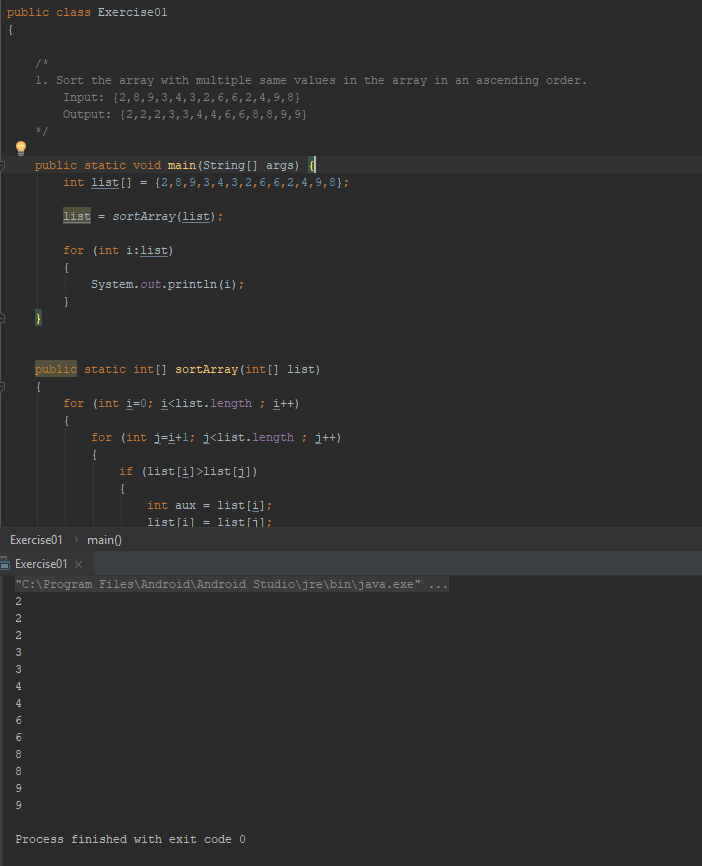 public class Exercise01
{
/*
1. Sort the array with multiple same values in the array in an ascending order.
Input: {2,8,9,3,4,3,2,6,6,2,4,9,8}
Output: {2,2,2,3,3,4,4,6,6,8,8,9,9}
*/
public static void main(String[] args) {
int list[] = {2,8,9,3,4,3,2,6,6,2,4,9,8};
list = sortArray(list);
for (int i:list)
{
System.out.println(i);
}
}
public static int[] sortArray(int[] list)
{
for (int i=0; i<list.length ; i++)
{
for (int j=i+1; j<list.length ; j++)
{
if (list[i]>list[j])
{
int aux = list[i];
list[i] = list[j];
Exercise01 > main()
Exercise01 ×
"C:\Program Files\Android\Android Studio\jre\bin\java.exe" ...
2
2
2
3
3
4
4
6
6
8
8
9
9
Process finished with exit code 0